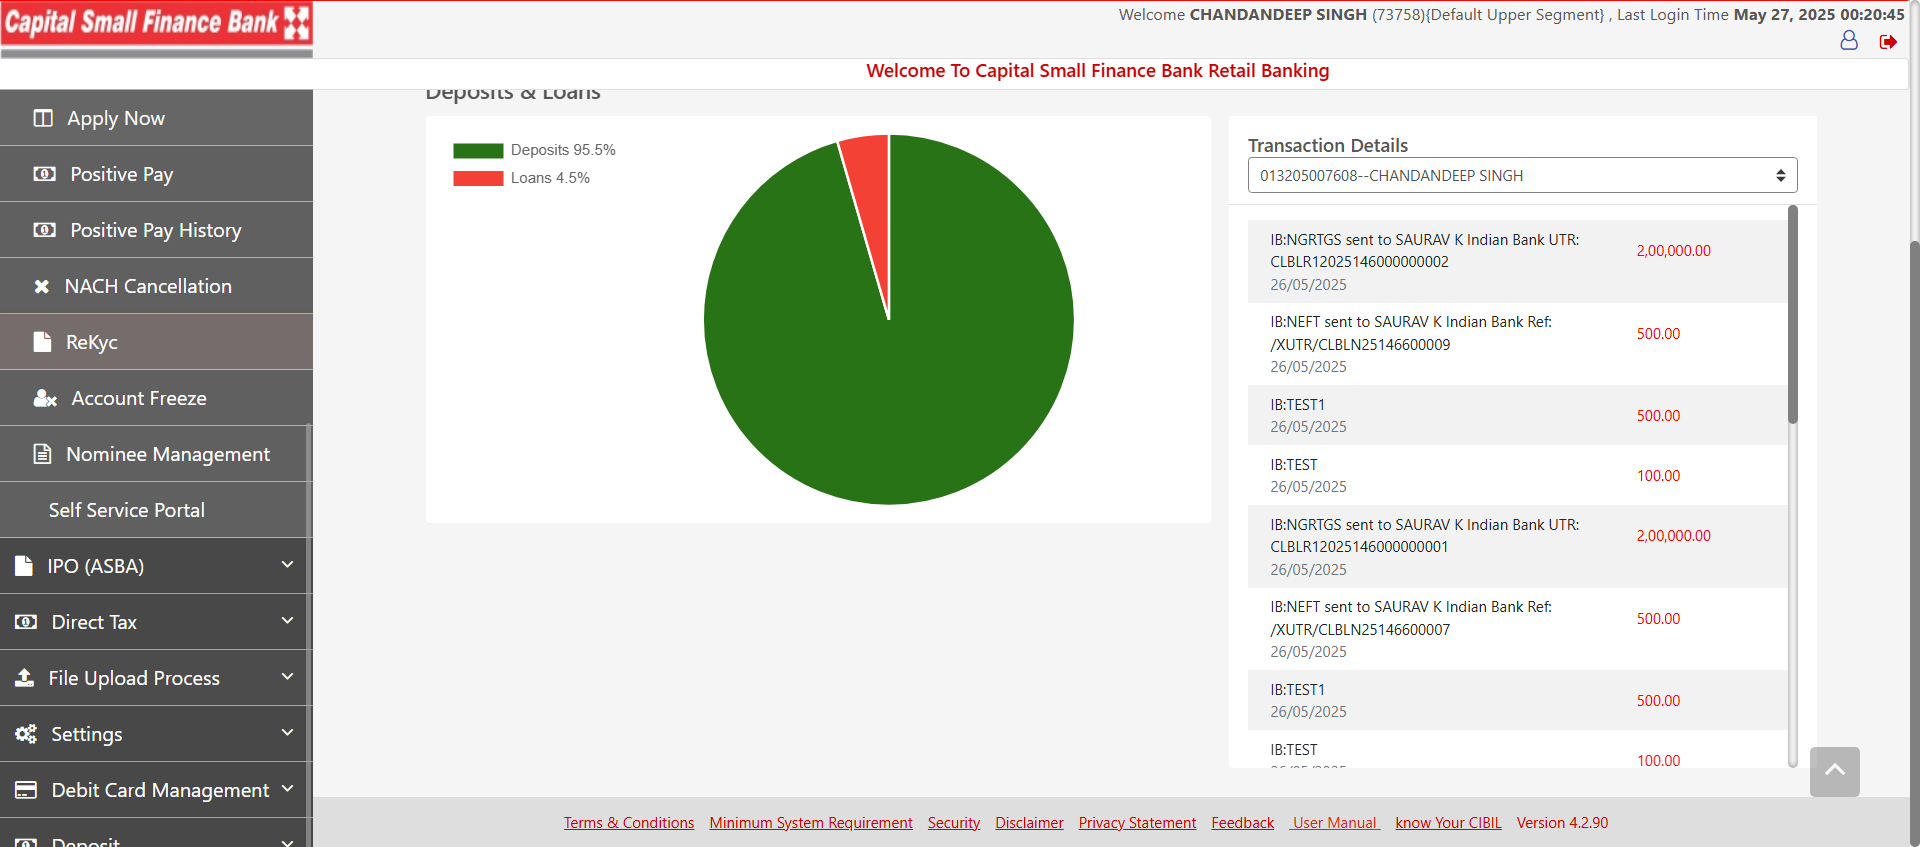 Capital Small Finance Bank
Welcome CHANDANDEEP SINGH (73758){Default Upper Segment} , Last Login Time May 27, 2025 00:20:45
Welcome To Capital Small Finance Bank Retail Banking
Apply Now
Positive Pay
Positive Pay History
NACH Cancellation
ReKyc
Account Freeze
Nominee Management
Self Service Portal
IPO (ASBA)
Direct Tax
File Upload Process
Settings
Debit Card Management
Deposit
Deposits & Loans
Deposits 95.5%
Loans 4.5%
Transaction Details
013205007608--CHANDANDEEP SINGH
IB:NGRTGS sent to SAURAV K Indian Bank UTR:
CLBLR12025146000000002
2,00,000.00
26/05/2025
IB:NEFT sent to SAURAV K Indian Bank Ref:
/XUTR/CLBLN25146600009
500.00
26/05/2025
IB:TEST1
500.00
26/05/2025
IB:TEST
100.00
26/05/2025
IB:NGRTGS sent to SAURAV K Indian Bank UTR:
CLBLR12025146000000001
2,00,000.00
26/05/2025
IB:NEFT sent to SAURAV K Indian Bank Ref:
/XUTR/CLBLN25146600007
500.00
26/05/2025
IB:TEST1
500.00
26/05/2025
IB:TEST
100.00
Terms & Conditions Minimum System Requirement Security Disclaimer Privacy Statement Feedback User Manual know Your CIBIL Version 4.2.90